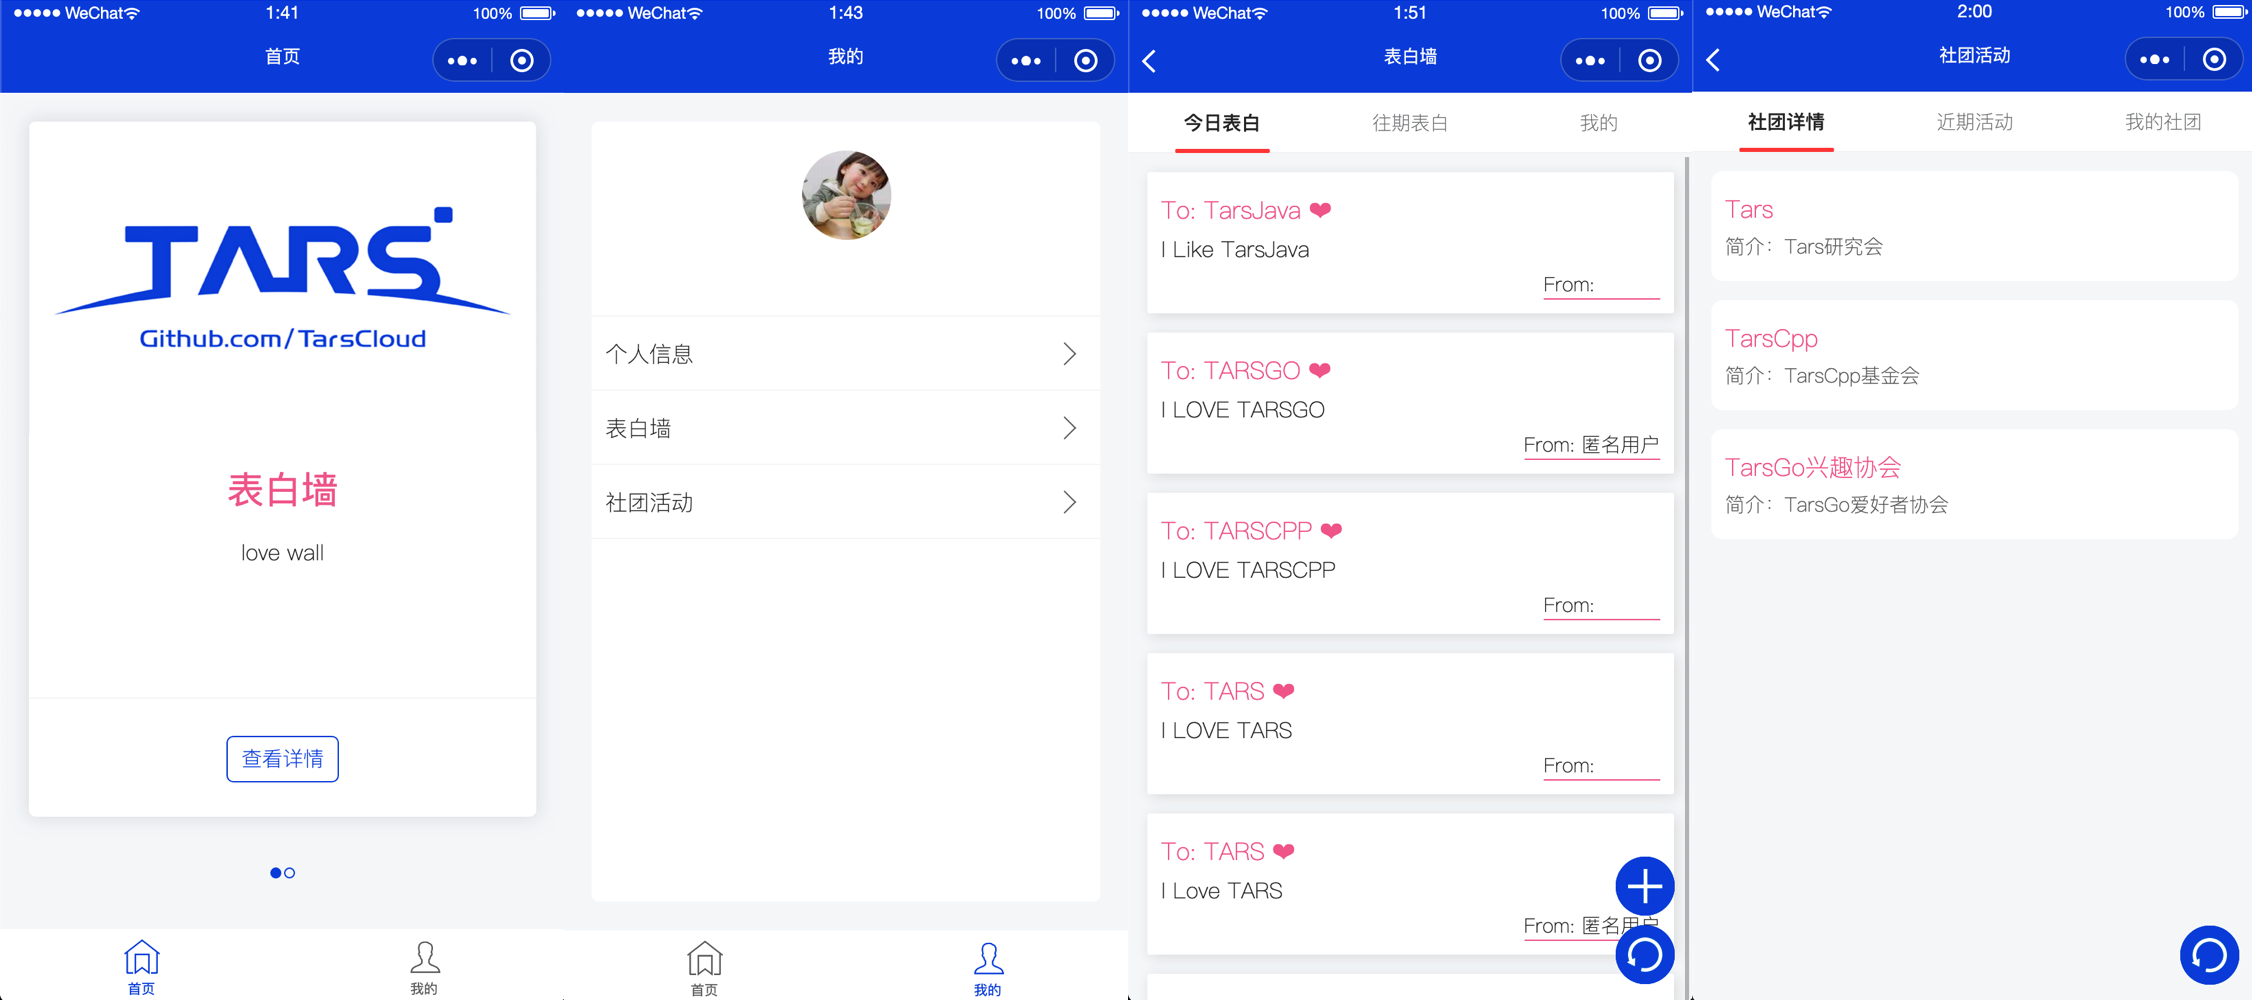 WeChat 1:41 100%
首页
TARS
Github.com/TarsCloud
表白墙
love wall
查看详情
首页 我的
WeChat 1:43 100%
我的
个人信息
表白墙
社团活动
首页 我的
WeChat 1:51 100%
表白墙
今日表白 往期表白 我的
To: TarsJava ❤
I Like TarsJava
From:
To: TARSGO ❤
I LOVE TARSGO
From: 匿名用户
To: TARSCPP ❤
I LOVE TARSCPP
From:
To: TARS ❤
I LOVE TARS
From:
To: TARS ❤
I Love TARS
From: 匿名用户
WeChat 2:00 100%
社团活动
社团详情 近期活动 我的社团
Tars
简介：Tars研究会
TarsCpp
简介：TarsCpp基金会
TarsGo兴趣协会
简介：TarsGo爱好者协会